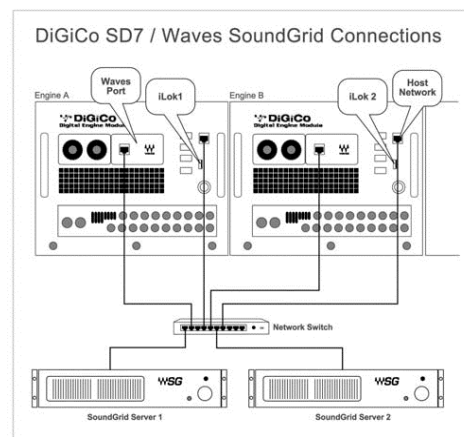 DiGiCo SD7 / Waves SoundGrid Connections
Engine A
Waves
Port
iLok1
Engine B
iLok 2
Host
Network
DiGiCo
Digital Engine Module
DiGiCo
Digital Engine Module
Network Switch
WSG
WSG
SoundGrid Server 1
SoundGrid Server 2